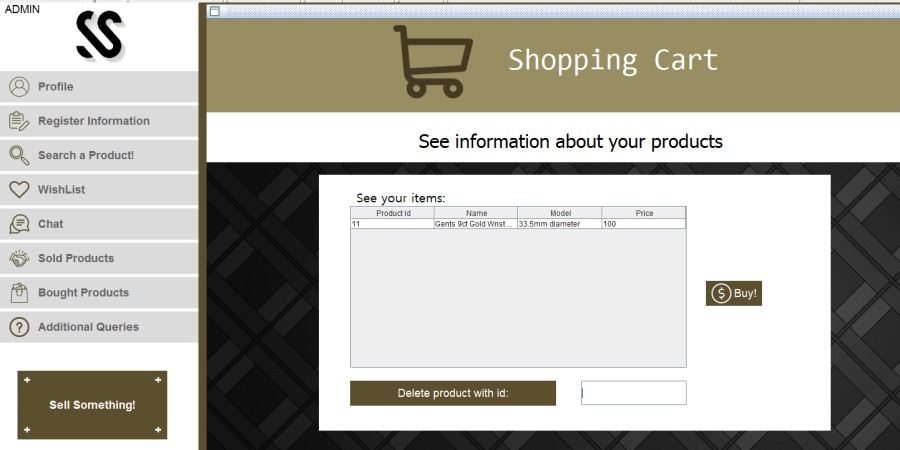 ADMIN
Profile
Register Information
Search a Product!
WishList
Chat
Sold Products
Bought Products
Additional Queries
Sell Something!
Shopping Cart
See information about your products
See your items:
Product Id Name Model Price
11 Gents 9ct Gold Wrist ... 33.5mm diameter 100
Buy!
Delete product with id: